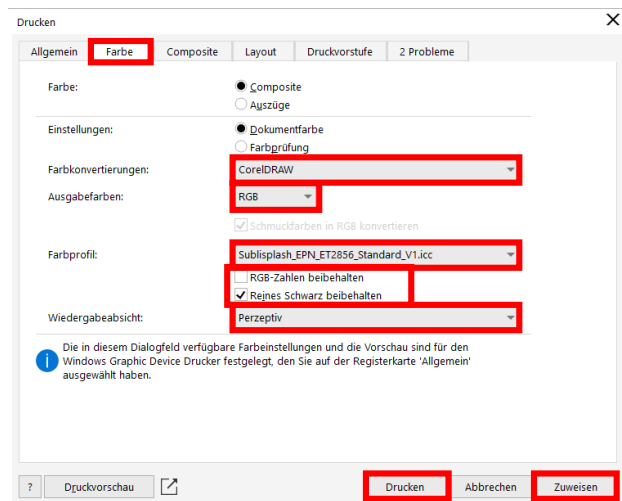 Drucken
Allgemein Farbe Composite Layout Druckvorstufe 2 Probleme
Farbe: Composite
Auszüge
Einstellungen: Dokumentfarbe
Farbprüfung
Farbkonvertierungen: CorelDRAW
Ausgabefarben: RGB
Schmuckfarben in RGB konvertieren
Farbprofil: Sublisplash_EPN_ET2856_Standard_V1.icc
RGB-Zahlen beibehalten
Reines Schwarz beibehalten
Wiedergabeabsicht: Perzeptiv
Die in diesem Dialogfeld verfügbare Farbeinstellungen und die Vorschau sind für den
Windows Graphic Device Drucker festgelegt, den Sie auf der Registerkarte 'Allgemein'
ausgewählt haben.
? Druckvorschau Drucken Abbrechen Zuweisen